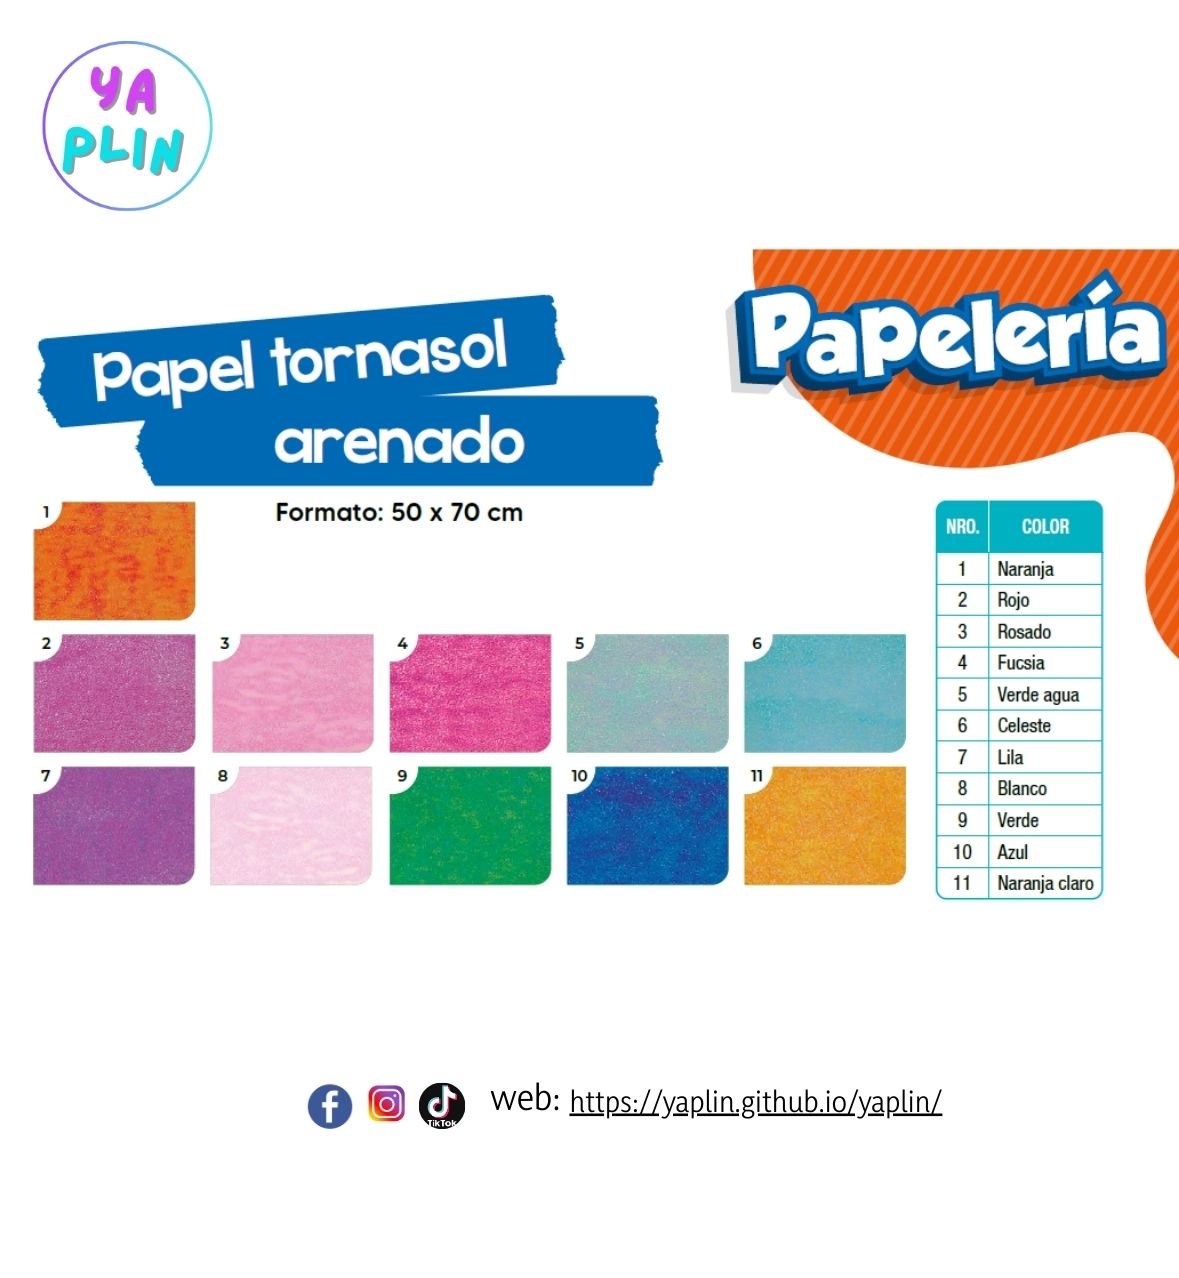 YA
PLIN
Papelería
Papel tornasol
arenado
Formato: 50 x 70 cm
1
2
3
4
5
6
7
8
9
10
11
NRO. COLOR
1 Naranja
2 Rojo
3 Rosado
4 Fucsia
5 Verde agua
6 Celeste
7 Lila
8 Blanco
9 Verde
10 Azul
11 Naranja claro
TikTok
web: https://yaplin.github.io/yaplin/